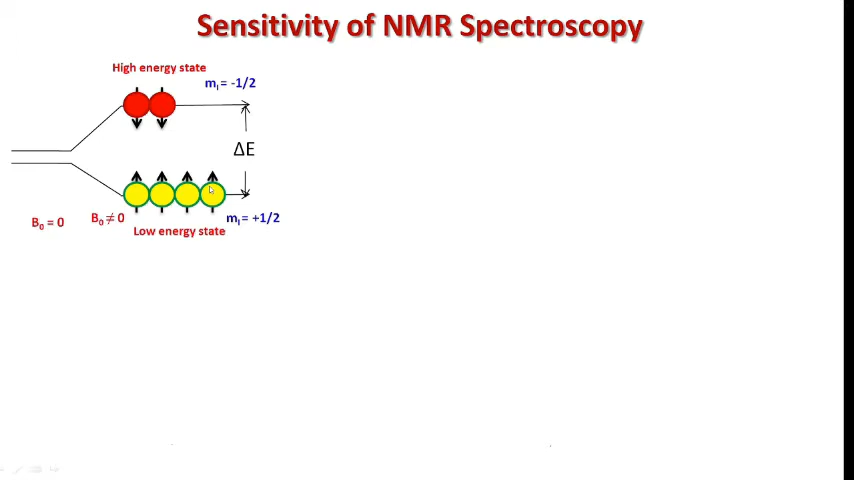 Sensitivity of NMR Spectroscopy
High energy state
mI = -1/2
ΔE
B0 = 0
B0 ≠ 0
mI = +1/2
Low energy state